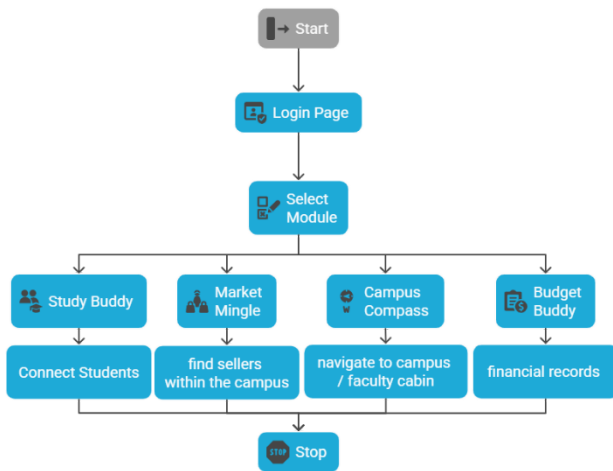 Start
Login Page
Select
Module
Study Buddy
Market
Mingle
Campus
Compass
Budget
Buddy
Connect Students
find sellers
within the campus
navigate to campus
/ faculty cabin
financial records
STOP
Stop